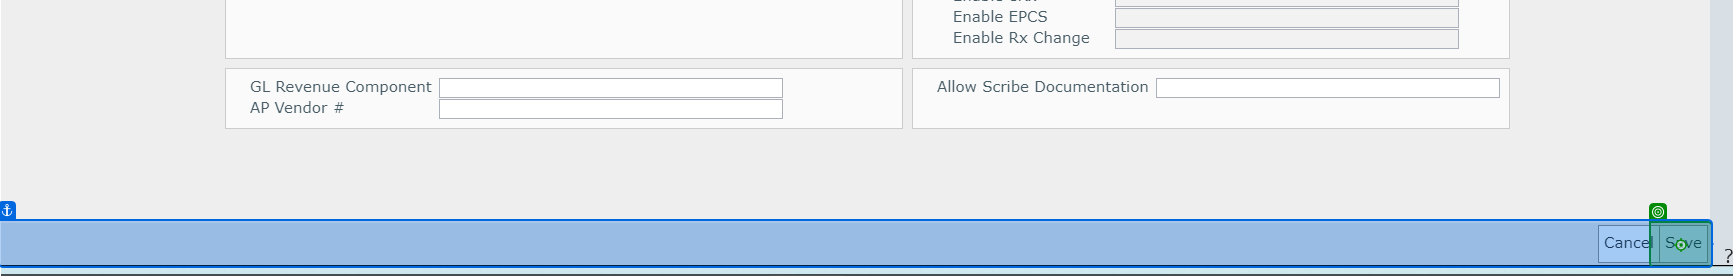 Enable EPCS
Enable Rx Change
GL Revenue Component
AP Vendor #
Allow Scribe Documentation
Cancel Save
?